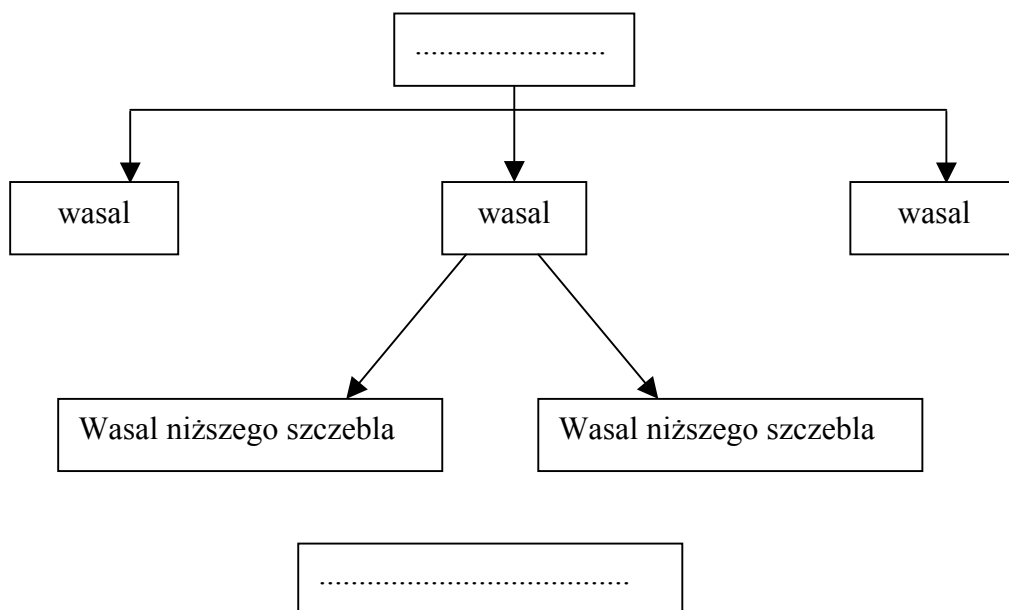 ........................
wasal
wasal
wasal
Wasal niższego szczebla
Wasal niższego szczebla
...................................